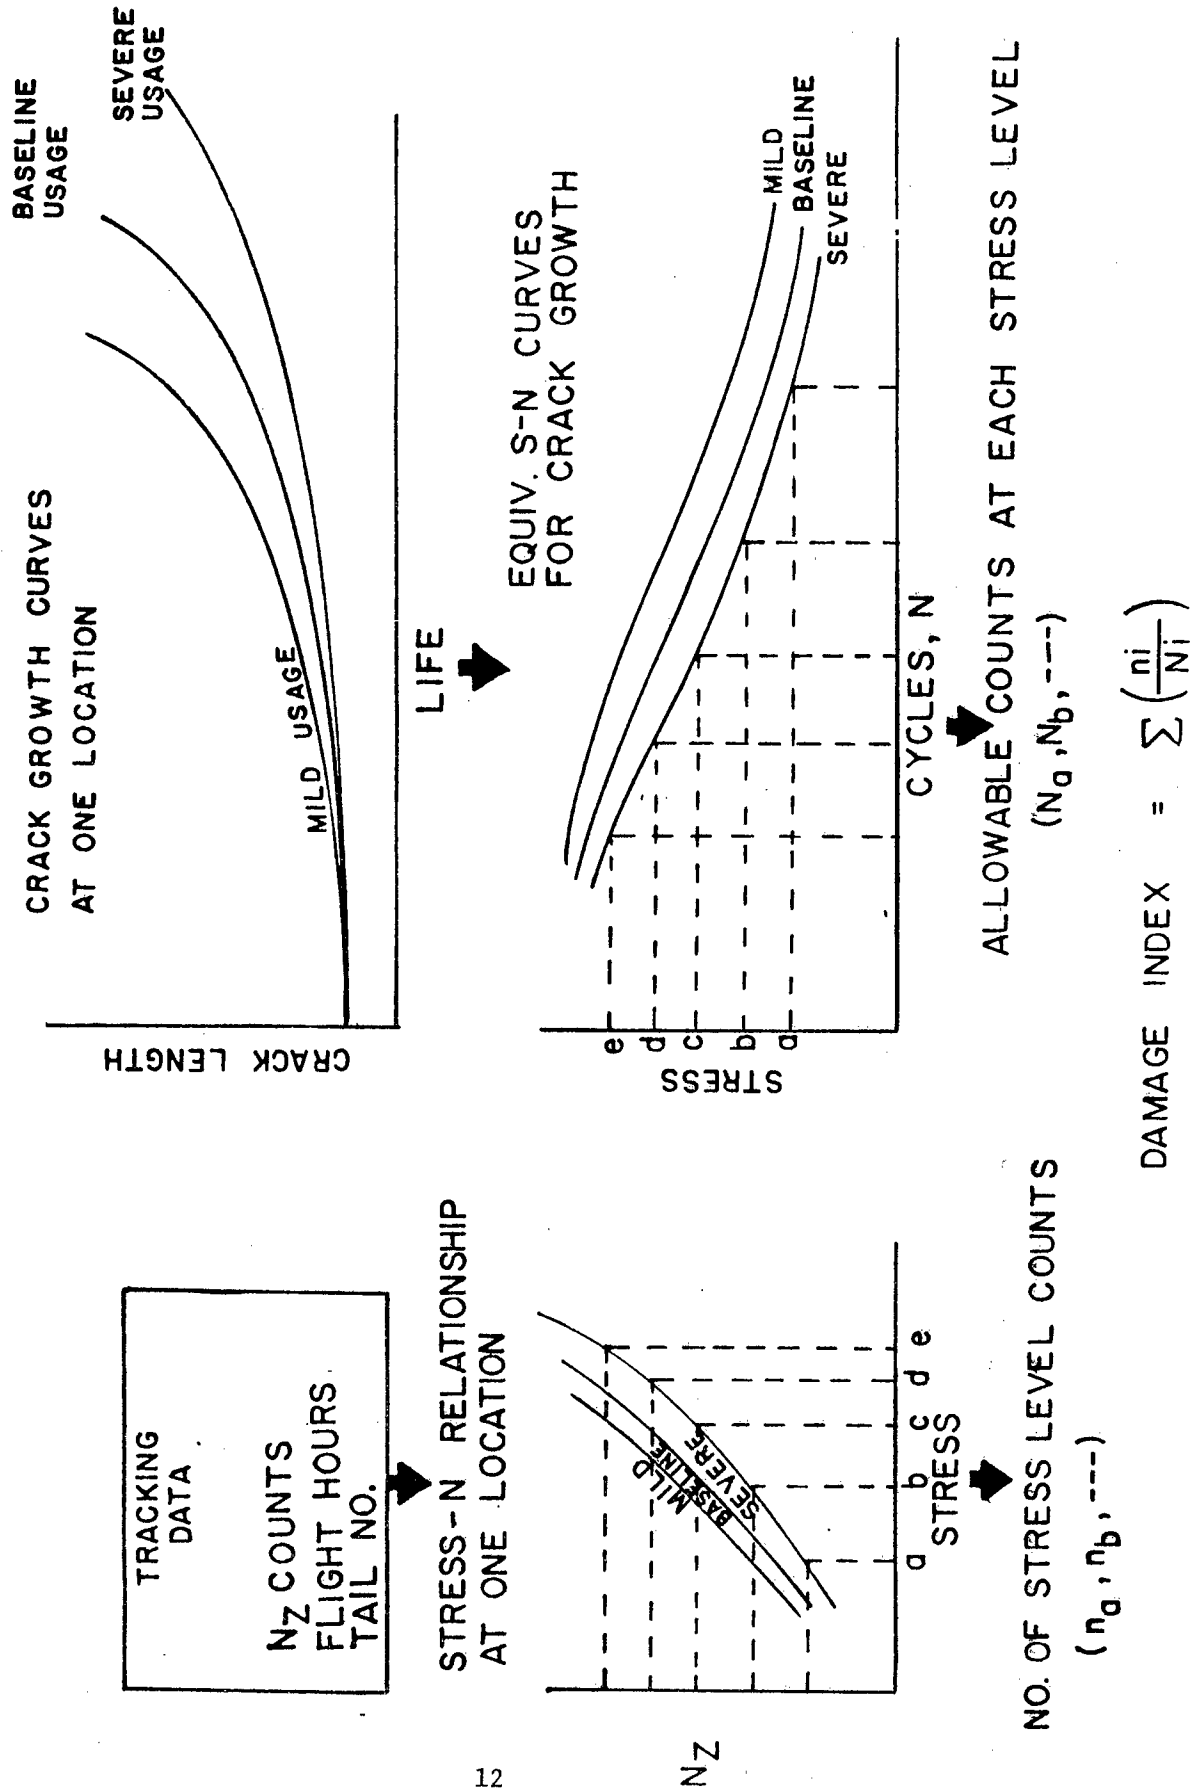 TRACKING
DATA
NZ COUNTS
FLIGHT HOURS
TAIL NO.
STRESS-N RELATIONSHIP
AT ONE LOCATION
NZ
MILD
BASELINE
SEVERE
a b c d e
STRESS
NO. OF STRESS LEVEL COUNTS
(na, nb, ---)
CRACK GROWTH CURVES
AT ONE LOCATION
CRACK LENGTH
MILD USAGE
BASELINE
USAGE
SEVERE
USAGE
LIFE
EQUIV. S-N CURVES
FOR CRACK GROWTH
STRESS
e
d
c
b
a
MILD
BASELINE
SEVERE
CYCLES, N
ALLOWABLE COUNTS AT EACH STRESS LEVEL
(Na, Nb, ---)
DAMAGE INDEX = Σ (ni/Ni)
12